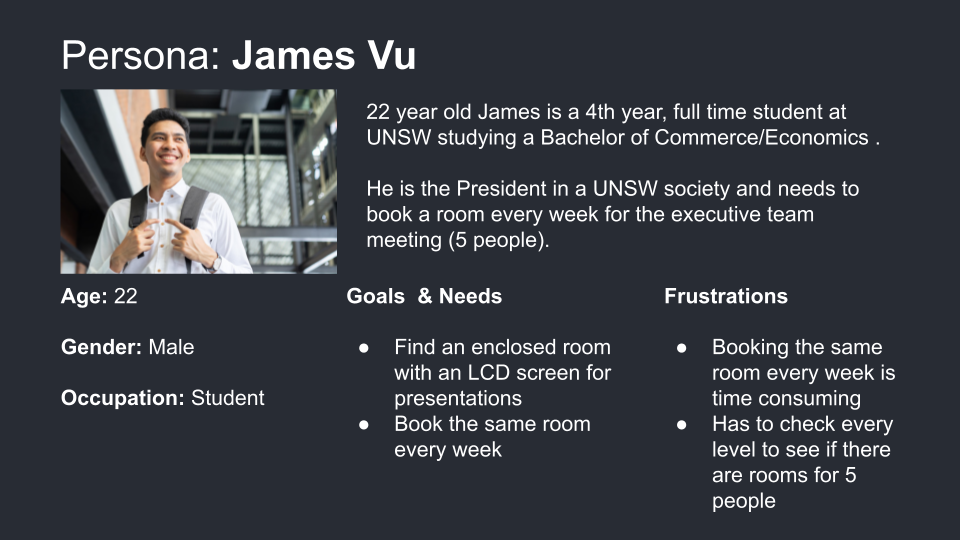 Persona: James Vu
22 year old James is a 4th year, full time student at
UNSW studying a Bachelor of Commerce/Economics .
He is the President in a UNSW society and needs to
book a room every week for the executive team
meeting (5 people).
Age: 22
Gender: Male
Occupation: Student
Goals  & Needs
● Find an enclosed room
with an LCD screen for
presentations
● Book the same room
every week
Frustrations
● Booking the same
room every week is
time consuming
● Has to check every
level to see if there
are rooms for 5
people